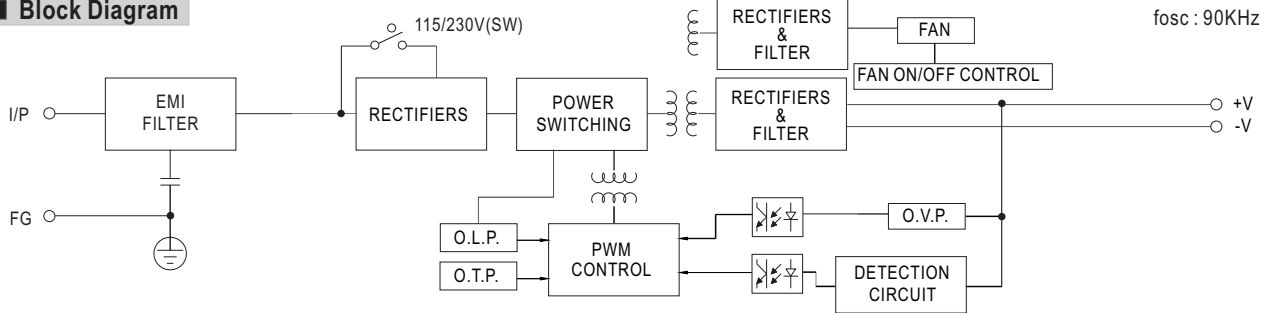 Block Diagram
fosc : 90KHz
115/230V(SW)
RECTIFIERS
&
FILTER
FAN
FAN ON/OFF CONTROL
I/P
EMI
FILTER
RECTIFIERS
POWER
SWITCHING
RECTIFIERS
&
FILTER
+V
-V
FG
O.L.P.
O.T.P.
PWM
CONTROL
O.V.P.
DETECTION
CIRCUIT